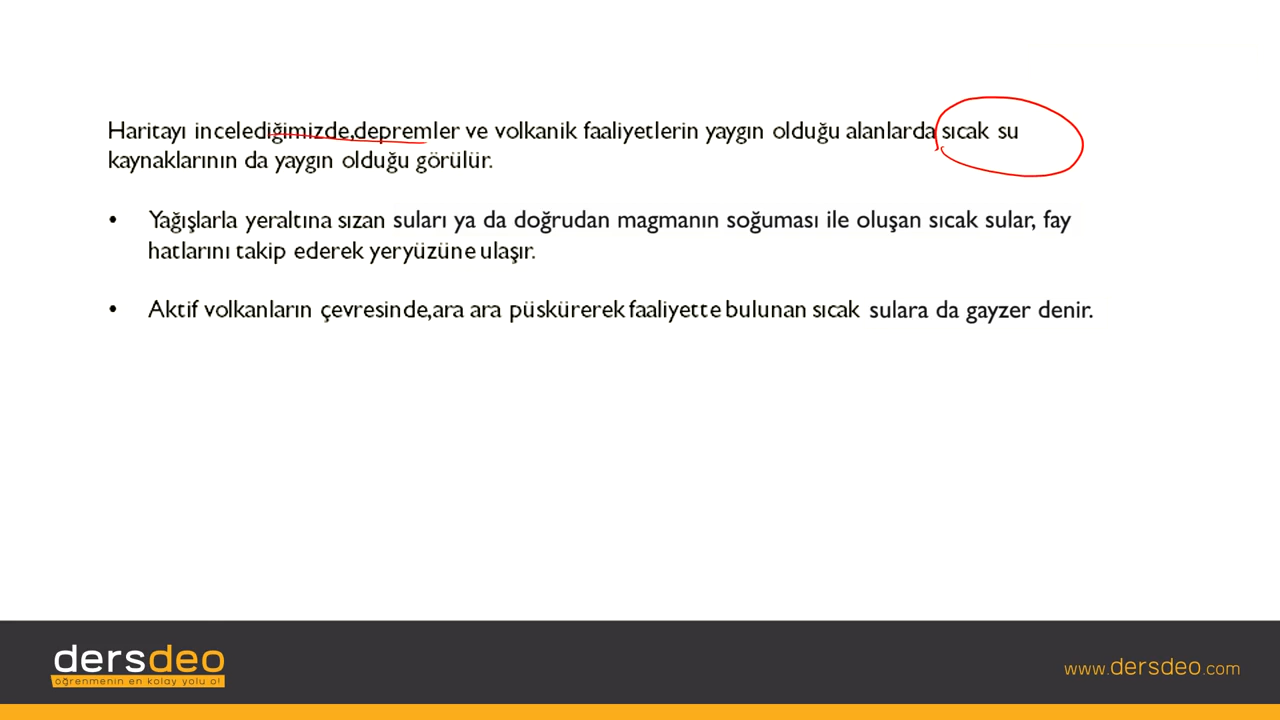 Haritayı incelediğimizde,depremler ve volkanik faaliyetlerin yaygın olduğu alanlarda sıcak su
kaynaklarının da yaygın olduğu görülür.
• Yağışlarla yeraltına sızan suları ya da doğrudan magmanın soğuması ile oluşan sıcak sular, fay
hatlarını takip ederek yeryüzüne ulaşır.
• Aktif volkanların çevresinde,ara ara püskürerek faaliyette bulunan sıcak sulara da gayzer denir.
dersdeo
öğrenmenin en kolay yolu o!
www.dersdeo.com